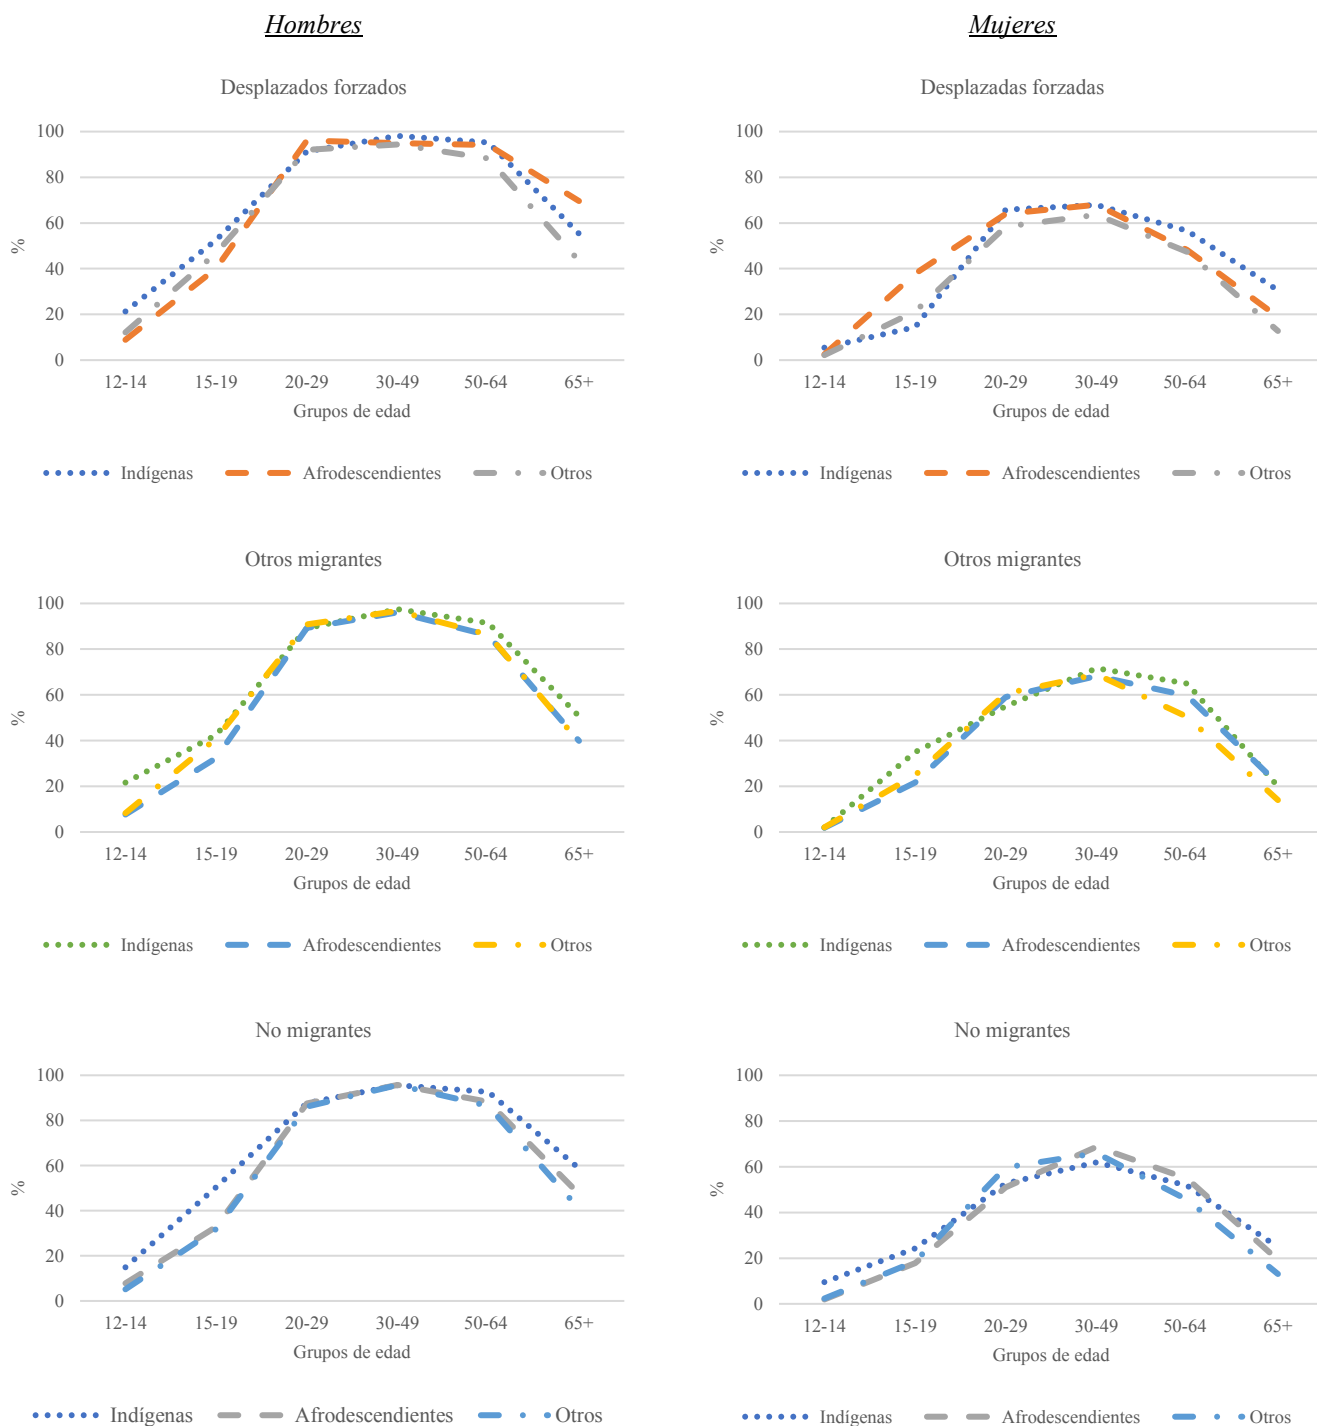 Hombres
Mujeres
Desplazados forzados
100
80
60
40
20
0
%
12-14 15-19 20-29 30-49 50-64 65+
Grupos de edad
Indígenas Afrodescendientes Otros
Desplazadas forzadas
100
80
60
40
20
0
%
12-14 15-19 20-29 30-49 50-64 65+
Grupos de edad
Indígenas Afrodescendientes Otros
Otros migrantes
100
80
60
40
20
0
%
12-14 15-19 20-29 30-49 50-64 65+
Grupos de edad
Indígenas Afrodescendientes Otros
Otros migrantes
100
80
60
40
20
0
%
12-14 15-19 20-29 30-49 50-64 65+
Grupos de edad
Indígenas Afrodescendientes Otros
No migrantes
100
80
60
40
20
0
%
12-14 15-19 20-29 30-49 50-64 65+
Grupos de edad
Indígenas Afrodescendientes Otros
No migrantes
100
80
60
40
20
0
%
12-14 15-19 20-29 30-49 50-64 65+
Grupos de edad
Indígenas Afrodescendientes Otros